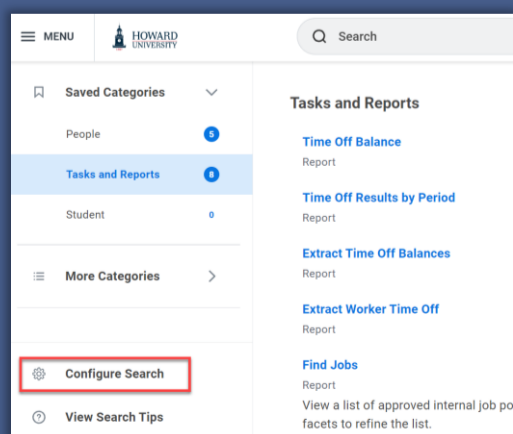 MENU
HOWARD
UNIVERSITY
Search
Saved Categories
People
5
Tasks and Reports
8
Student
0
More Categories
Configure Search
View Search Tips
Tasks and Reports
Time Off Balance
Report
Time Off Results by Period
Report
Extract Time Off Balances
Report
Extract Worker Time Off
Report
Find Jobs
Report
View a list of approved internal job po
facets to refine the list.